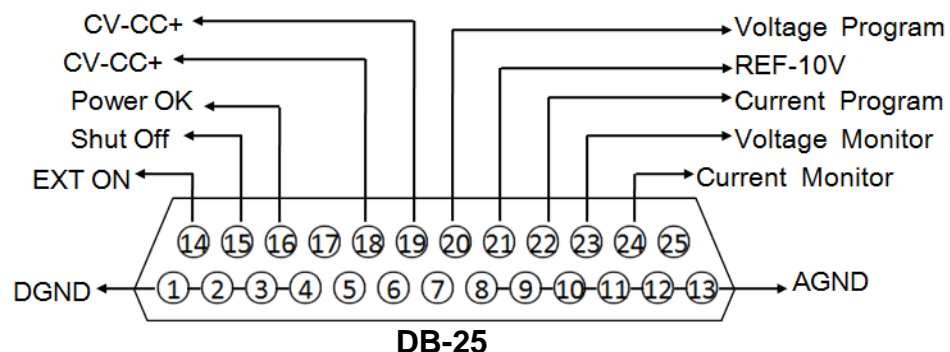 CV-CC+
CV-CC+
Power OK
Shut Off
EXT ON
Voltage Program
REF-10V
Current Program
Voltage Monitor
Current Monitor
14 15 16 17 18 19 20 21 22 23 24 25
DGND
1 2 3 4 5 6 7 8 9 10 11 12 13
AGND
DB-25